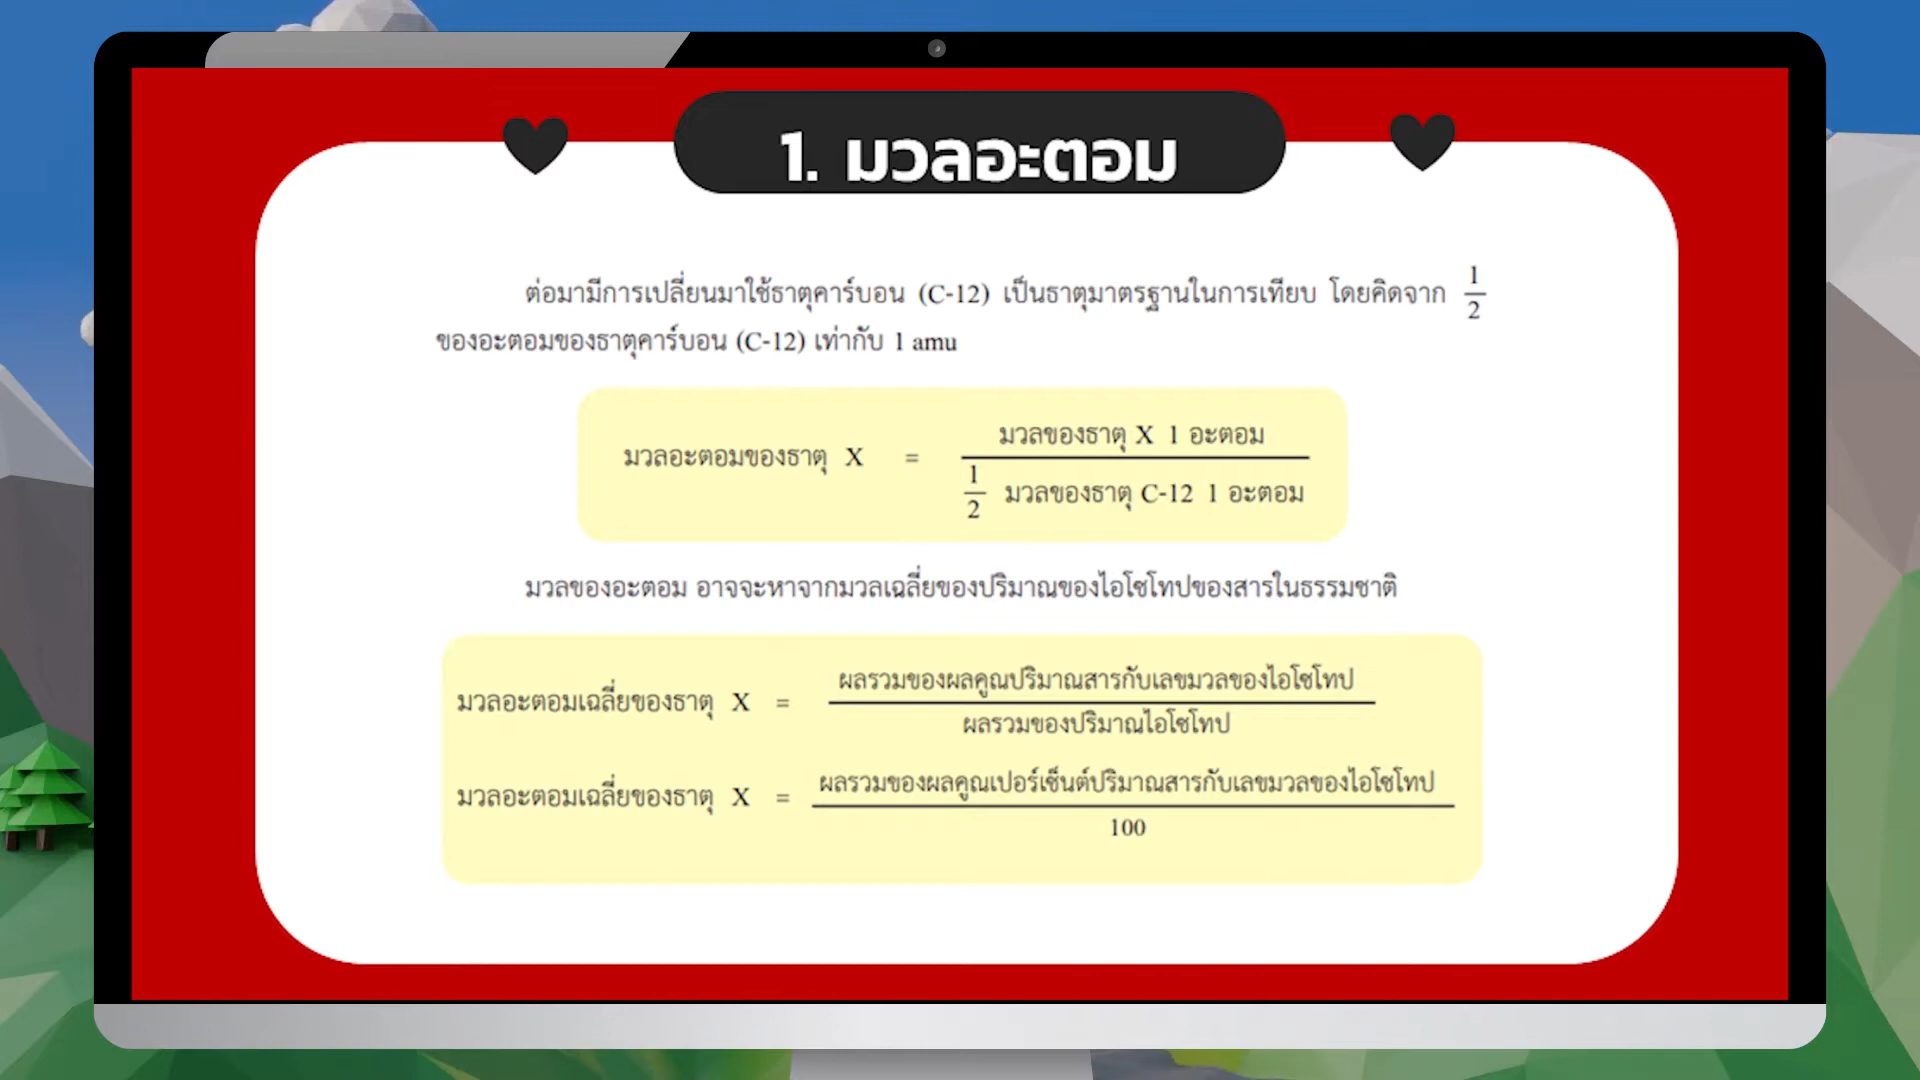 1. มวลอะตอม
ต่อมามีการเปลี่ยนมาใช้ธาตุคาร์บอน (C-12) เป็นธาตุมาตรฐานในการเทียบ โดยคิดจาก 1/2
ของอะตอมของธาตุคาร์บอน (C-12) เท่ากับ 1 amu
มวลอะตอมของธาตุ X = มวลของธาตุ X 1 อะตอม
1/2 มวลของธาตุ C-12 1 อะตอม
มวลของอะตอม อาจจะหาจากมวลเฉลี่ยของปริมาณของไอโซโทปของสารในธรรมชาติ
มวลอะตอมเฉลี่ยของธาตุ X = ผลรวมของผลคูณปริมาณสารกับเลขมวลของไอโซโทป
ผลรวมของปริมาณไอโซโทป
มวลอะตอมเฉลี่ยของธาตุ X = ผลรวมของผลคูณเปอร์เซ็นต์ปริมาณสารกับเลขมวลของไอโซโทป
100